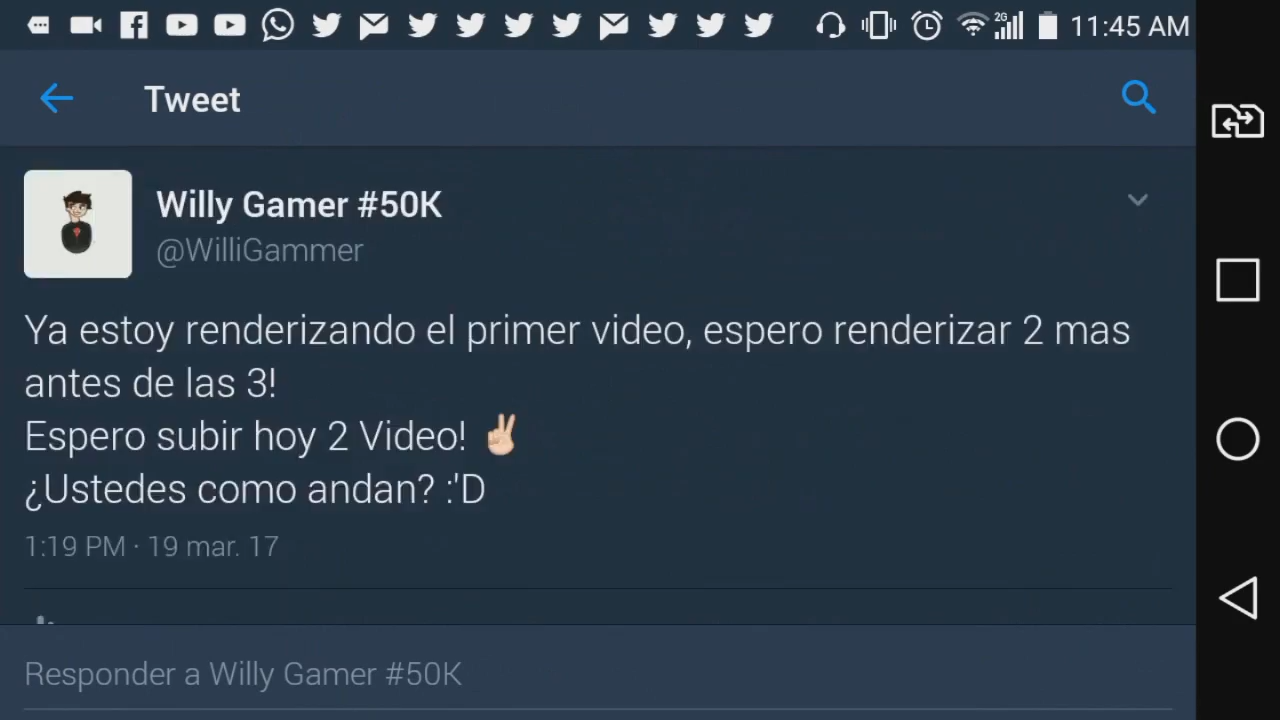 2G 11:45 AM
Tweet
Willy Gamer #50K
@WilliGammer
Ya estoy renderizando el primer video, espero renderizar 2 mas
antes de las 3!
Espero subir hoy 2 Video! ✌🏻
¿Ustedes como andan? :'D
1:19 PM · 19 mar. 17
Responder a Willy Gamer #50K